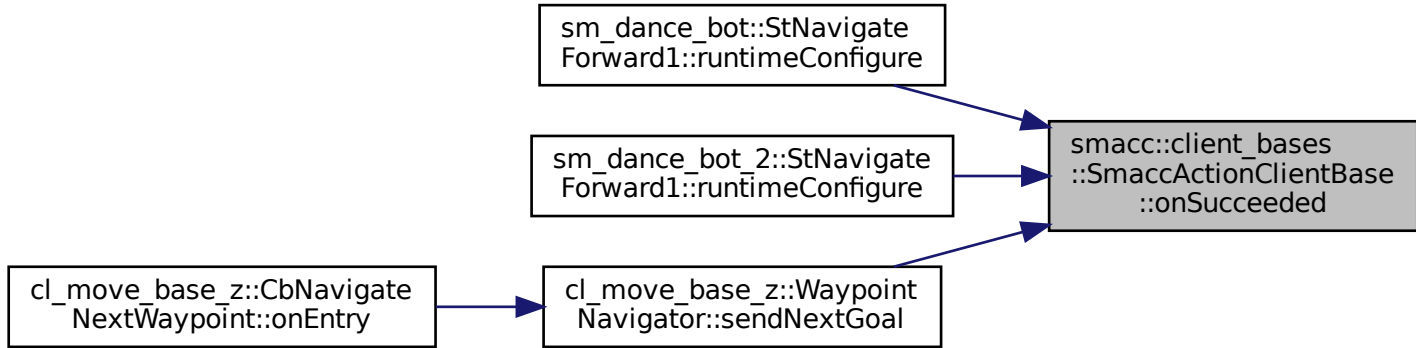 sm_dance_bot::StNavigate
Forward1::runtimeConfigure
smacc::client_bases
::SmaccActionClientBase
::onSucceeded
sm_dance_bot_2::StNavigate
Forward1::runtimeConfigure
cl_move_base_z::CbNavigate
NextWaypoint::onEntry
cl_move_base_z::Waypoint
Navigator::sendNextGoal